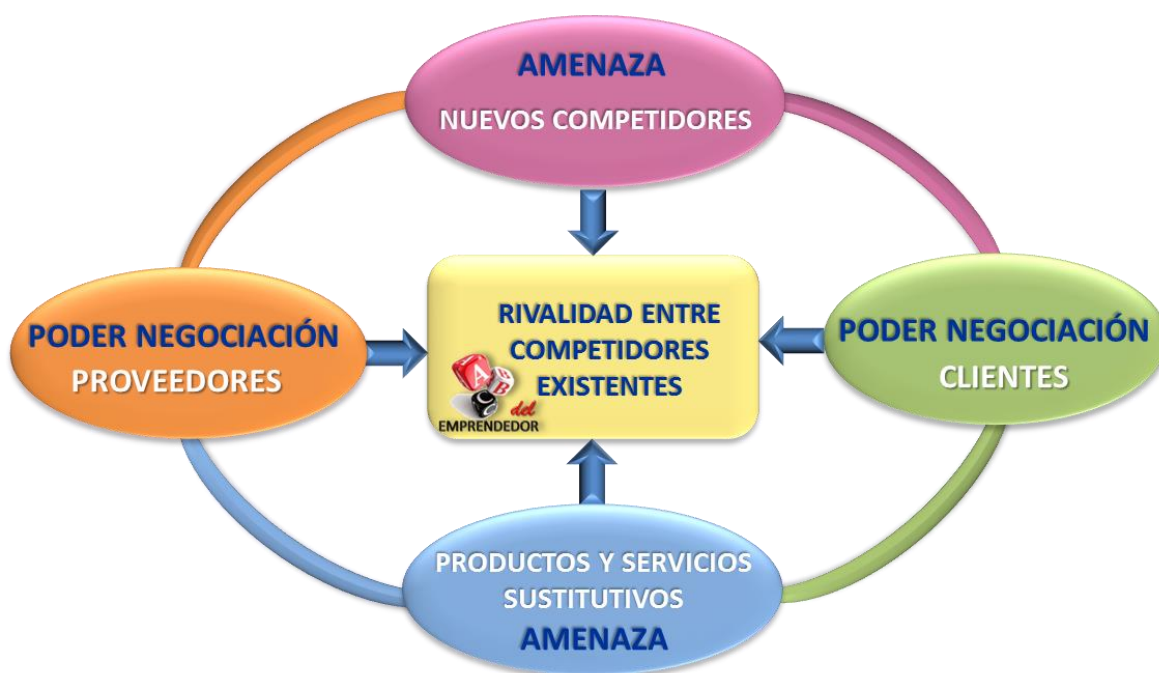 AMENAZA
NUEVOS COMPETIDORES
PODER NEGOCIACIÓN
PROVEEDORES
RIVALIDAD ENTRE
COMPETIDORES
EXISTENTES
A
B
C
del
EMPRENDEDOR
PODER NEGOCIACIÓN
CLIENTES
PRODUCTOS Y SERVICIOS
SUSTITUTIVOS
AMENAZA